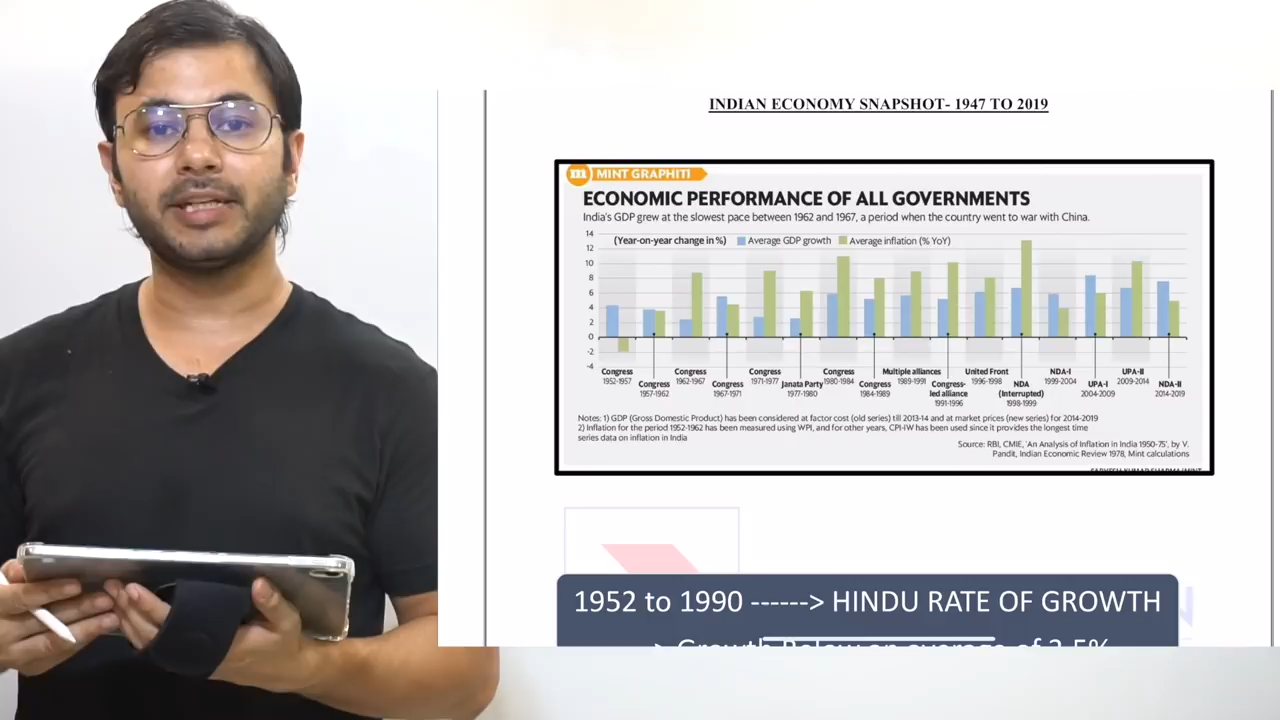 INDIAN ECONOMY SNAPSHOT- 1947 TO 2019
m MINT GRAPHITI
ECONOMIC PERFORMANCE OF ALL GOVERNMENTS
India's GDP grew at the slowest pace between 1962 and 1967, a period when the country went to war with China.
(Year-on-year change in %) Average GDP growth Average inflation (% YoY)
14
12
10
8
6
4
2
0
-2
-4
Congress
1952-1957
Congress
1957-1962
Congress
1962-1967
Congress
1967-1971
Congress
1971-1977
Janata Party
1977-1980
Congress
1980-1984
Congress
1984-1989
Multiple alliances
1989-1991
Congress-
led alliance
1991-1996
United Front
1996-1998
NDA
(Interrupted)
1998-1999
NDA-I
1999-2004
UPA-I
2004-2009
UPA-II
2009-2014
NDA-II
2014-2019
Notes: 1) GDP (Gross Domestic Product) has been considered at factor cost (old series) till 2013-14 and at market prices (new series) for 2014-2019
2) Inflation for the period 1952-1962 has been measured using WPI, and for other years, CPI-IW has been used since it provides the longest time
series data on inflation in India
Source: RBI, CMIE, 'An Analysis of Inflation in India 1950-75', by V.
Pandit, Indian Economic Review 1978, Mint calculations
1952 to 1990 ------> HINDU RATE OF GROWTH
-> Growth Below an average of 3.5%